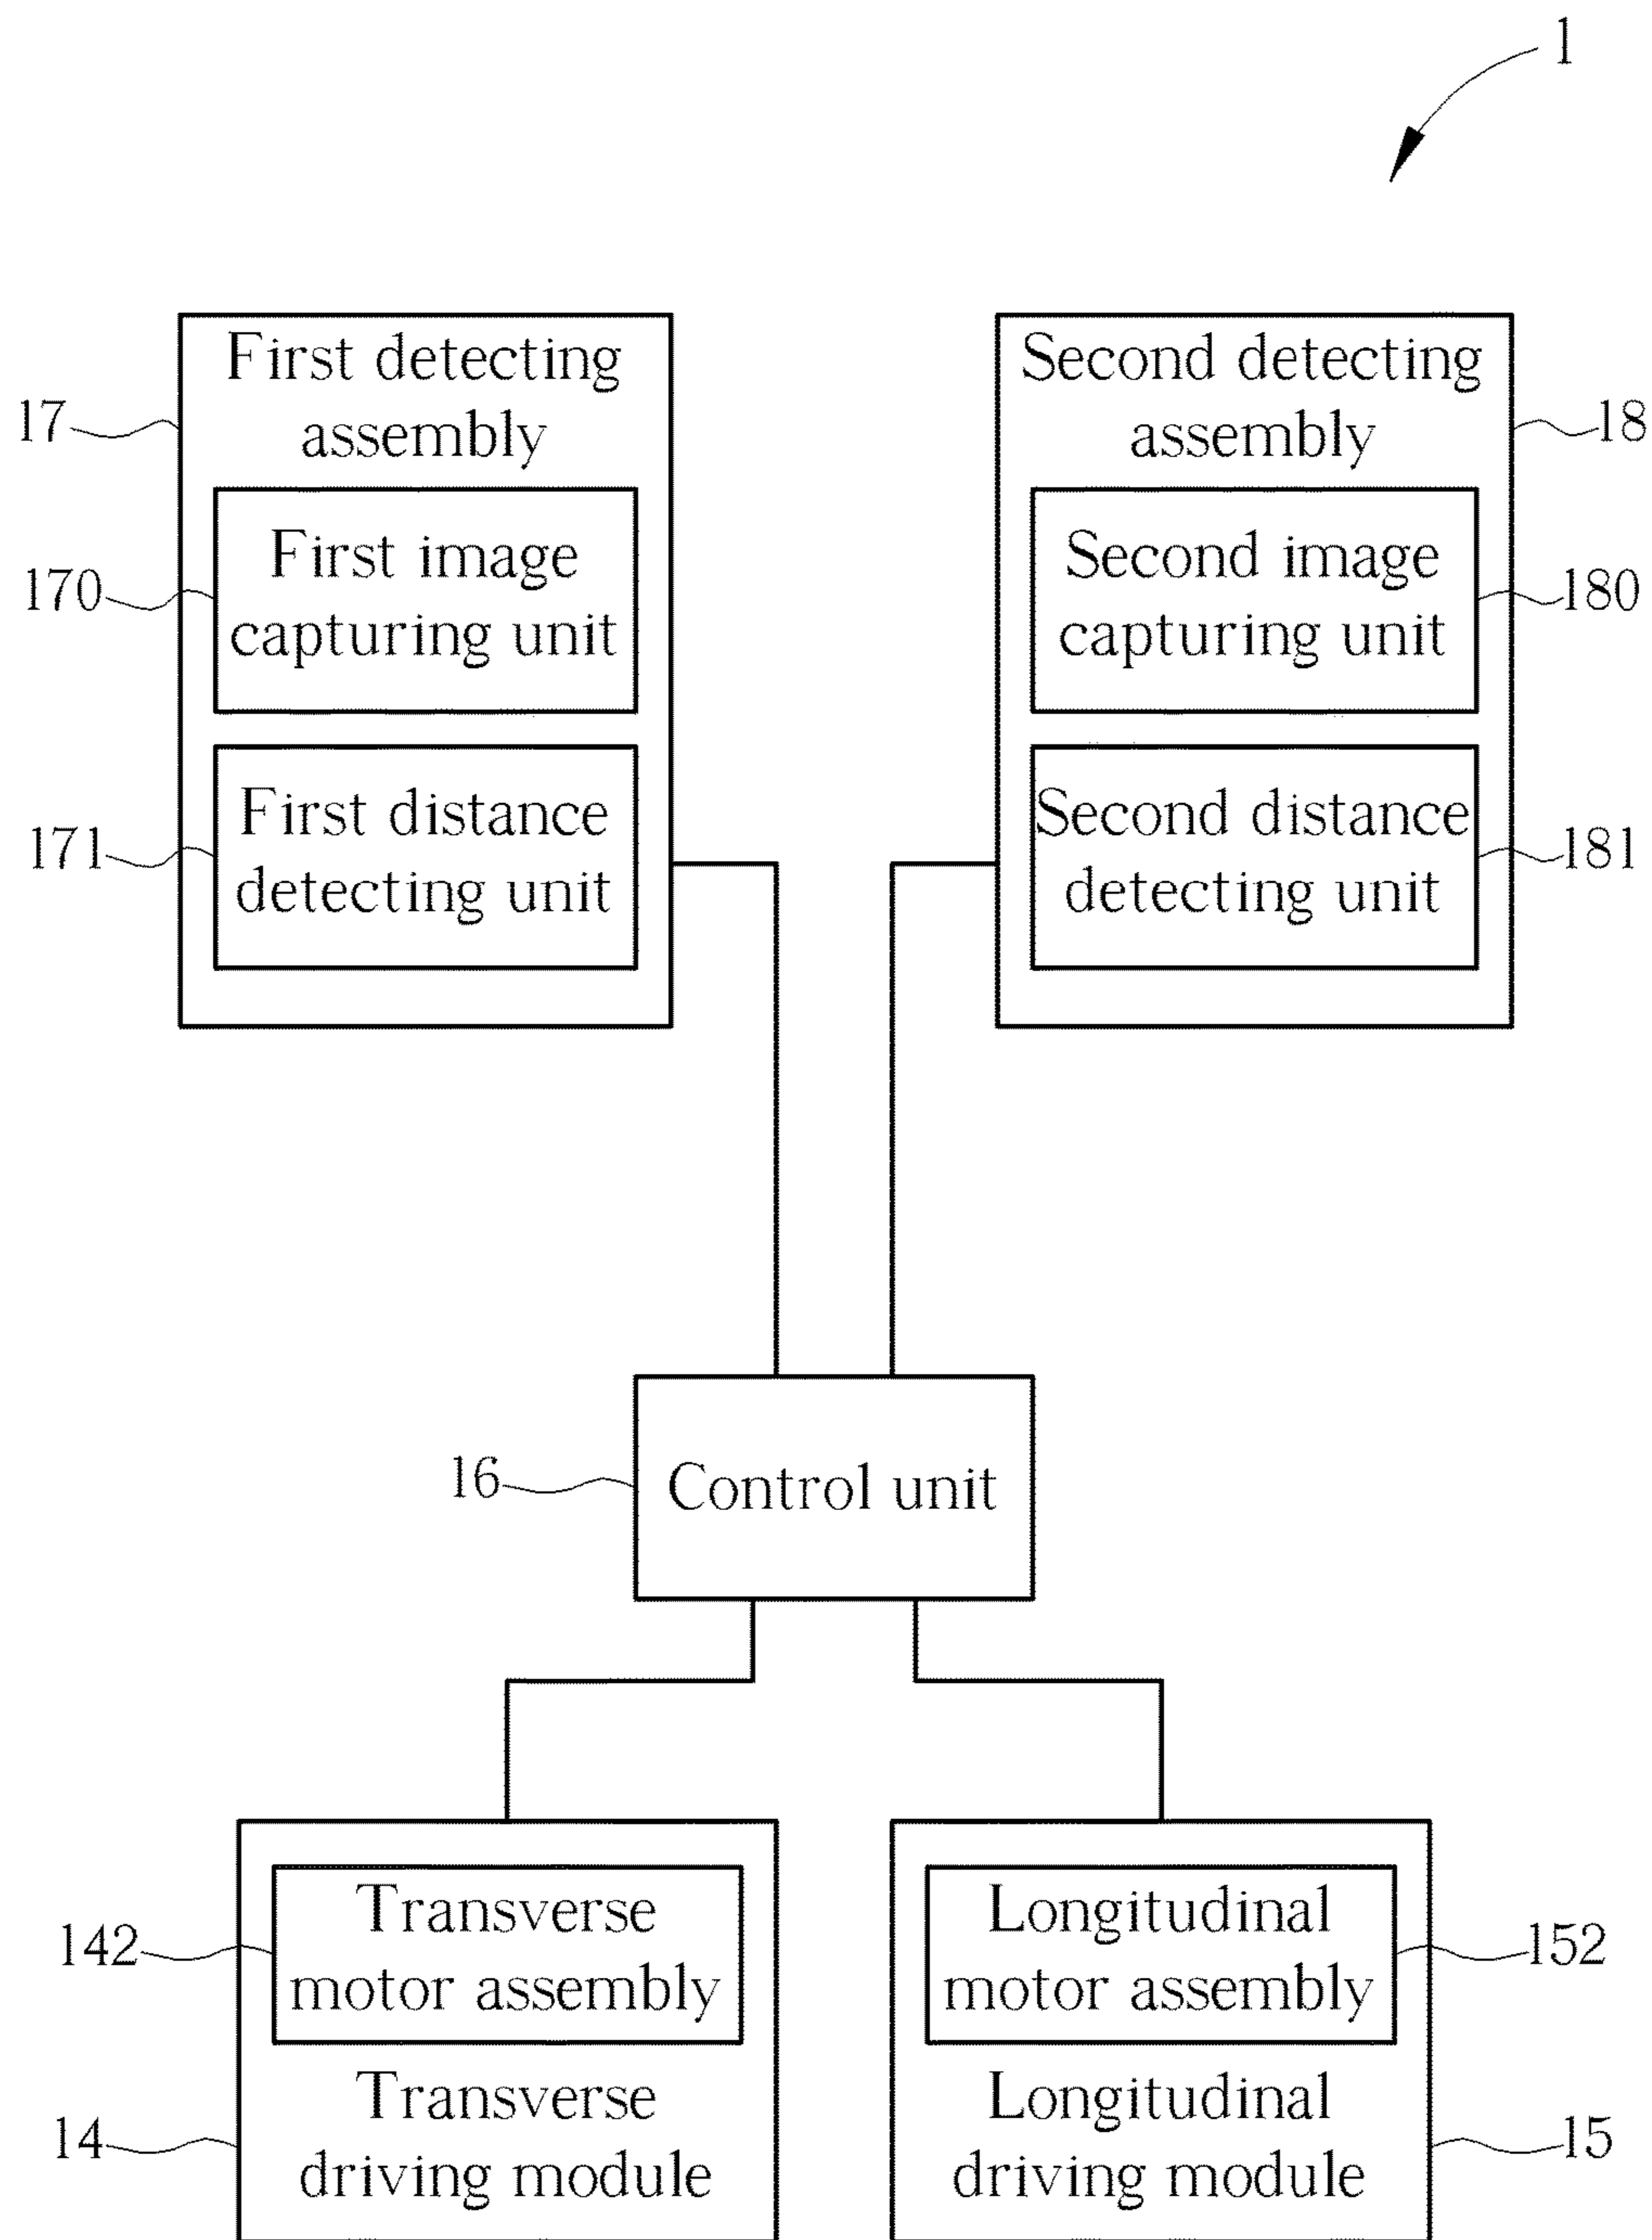 1
First detecting
assembly
17
First image
capturing unit
170
First distance
detecting unit
171
Second detecting
assembly
18
Second image
capturing unit
180
Second distance
detecting unit
181
16
Control unit
Transverse
motor assembly
142
Transverse
driving module
14
Longitudinal
motor assembly
152
Longitudinal
driving module
15